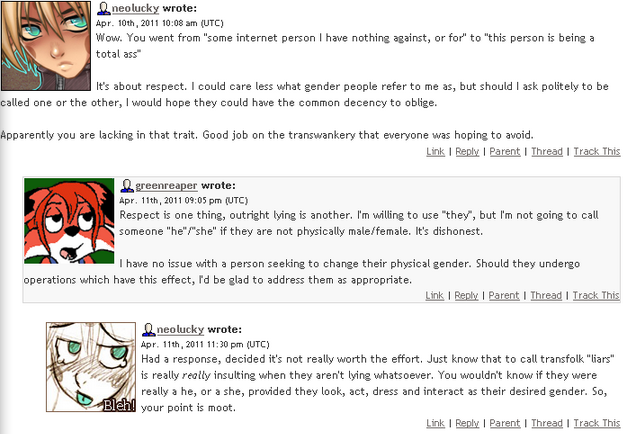 neolucky wrote:
Apr. 10th, 2011 10:08 am (UTC)
Wow. You went from "some internet person I have nothing against, or for" to "this person is being a
total ass"
It's about respect. I could care less what gender people refer to me as, but should I ask politely to be
called one or the other, I would hope they could have the common decency to oblige.
Apparently you are lacking in that trait. Good job on the transwankery that everyone was hoping to avoid.
Link | Reply | Parent | Thread | Track This
greenreaper wrote:
Apr. 11th, 2011 09:05 pm (UTC)
Respect is one thing, outright lying is another. I'm willing to use "they", but I'm not going to call
someone "he"/"she" if they are not physically male/female. It's dishonest.
I have no issue with a person seeking to change their physical gender. Should they undergo
operations which have this effect, I'd be glad to address them as appropriate.
Link | Reply | Parent | Thread | Track This
neolucky wrote:
Apr. 11th, 2011 11:30 pm (UTC)
Had a response, decided it's not really worth the effort. Just know that to call transfolk "liars"
is really really insulting when they aren't lying whatsoever. You wouldn't know if they were
really a he, or a she, provided they look, act, dress and interact as their desired gender. So,
your point is moot.
Bleh!
Link | Reply | Parent | Thread | Track This